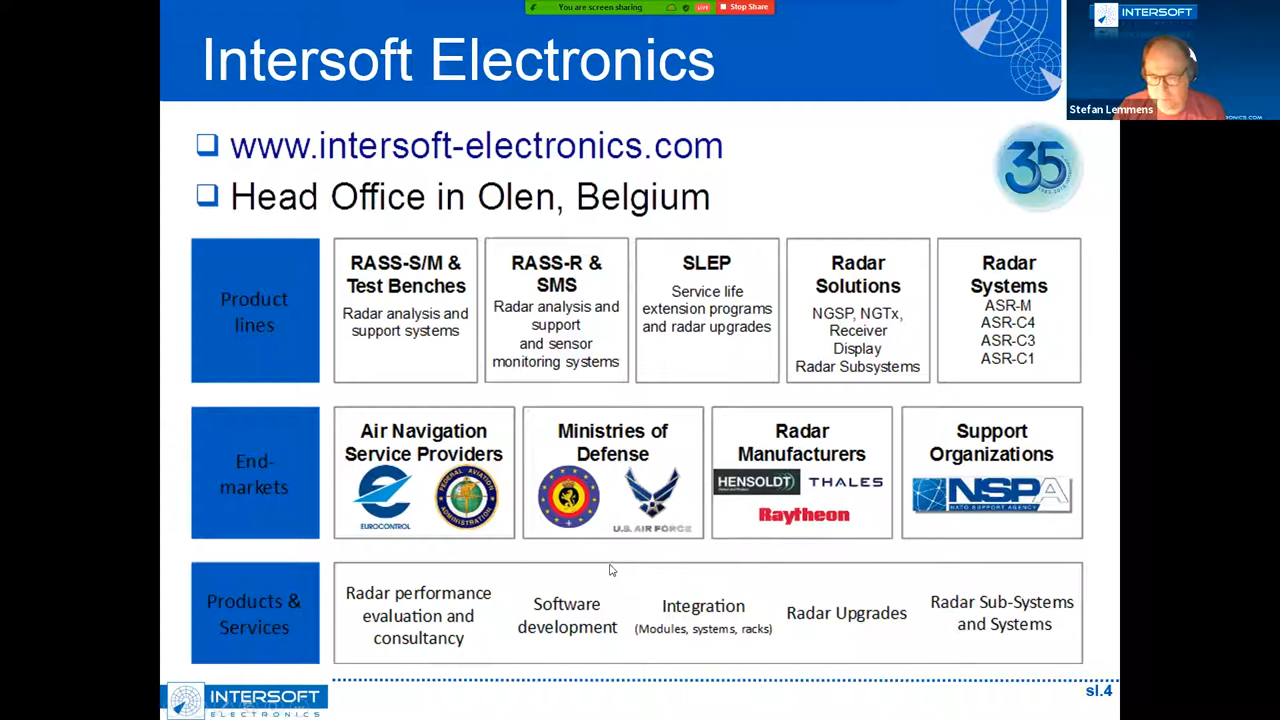 You are screen sharing
LIVE
Stop Share
INTERSOFT
Stefan Lemmens
Intersoft Electronics
www.intersoft-electronics.com
Head Office in Olen, Belgium
35
Product
lines
RASS-S/M &
Test Benches
Radar analysis and
support systems
RASS-R &
SMS
Radar analysis and
support
and sensor
monitoring systems
SLEP
Service life
extension programs
and radar upgrades
Radar
Solutions
NGSP, NGTx,
Receiver
Display
Radar Subsystems
Radar
Systems
ASR-M
ASR-C4
ASR-C3
ASR-C1
End-
markets
Air Navigation
Service Providers
EUROCONTROL
FEDERAL AVIATION
ADMINISTRATION
Ministries of
Defense
U.S. AIR FORCE
Radar
Manufacturers
HENSOLDT
THALES
Raytheon
Support
Organizations
NSPA
NATO SUPPORT AGENCY
Products &
Services
Radar performance
evaluation and
consultancy
Software
development
Integration
(Modules, systems, racks)
Radar Upgrades
Radar Sub-Systems
and Systems
INTERSOFT
ELECTRONICS
sl.4